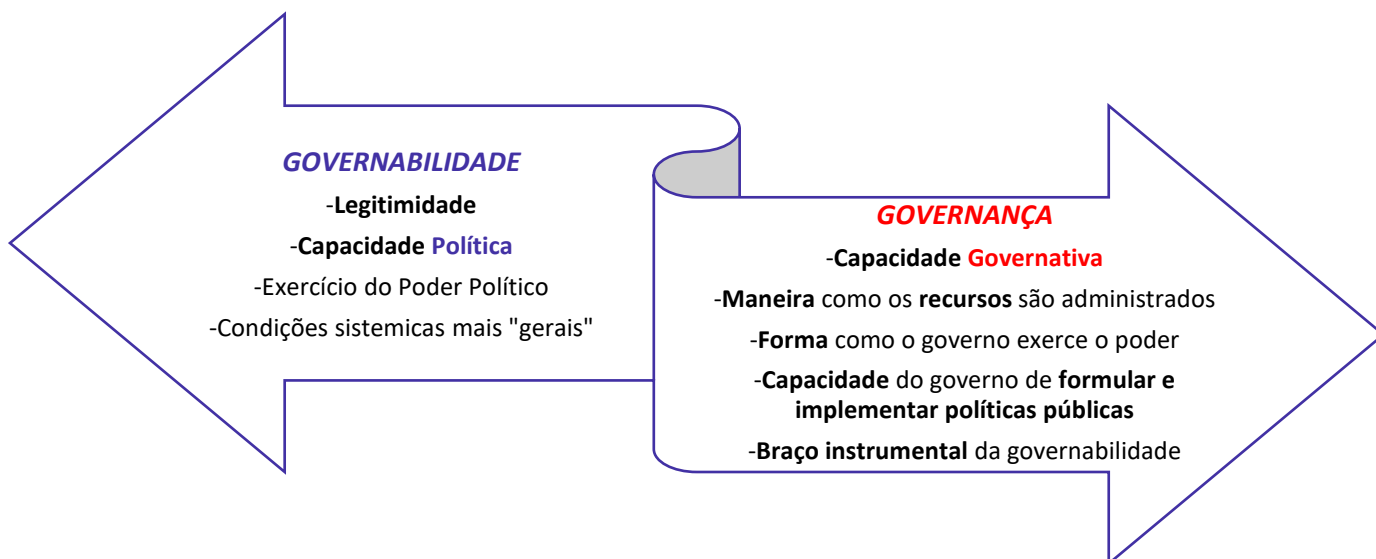 GOVERNABILIDADE
-Legitimidade
-Capacidade Política
-Exercício do Poder Político
-Condições sistemicas mais "gerais"
GOVERNANÇA
-Capacidade Governativa
-Maneira como os recursos são administrados
-Forma como o governo exerce o poder
-Capacidade do governo de formular e
implementar políticas públicas
-Braço instrumental da governabilidade